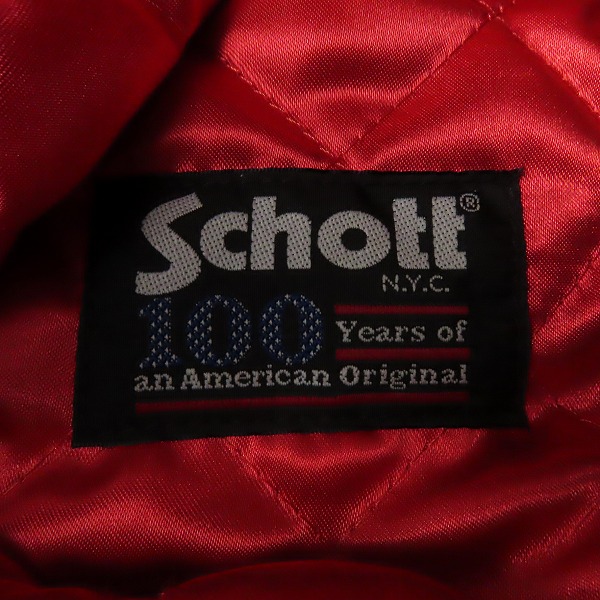 Schott®
N.Y.C.
100 Years of
an American Original